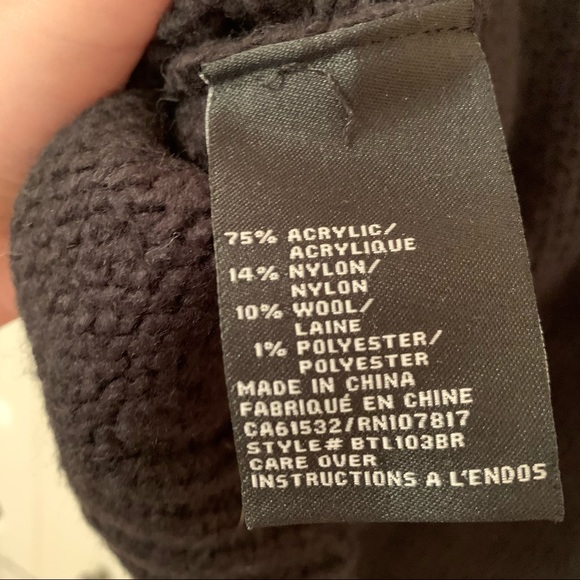 75% ACRYLIC/
ACRYLIQUE
14% NYLON/
NYLON
10% WOOL/
LAINE
1% POLYESTER/
POLYESTER
MADE IN CHINA
FABRIQUÉ EN CHINE
CA61532/RN107817
STYLE# BTL103BR
CARE OVER
INSTRUCTIONS A L'ENDOS